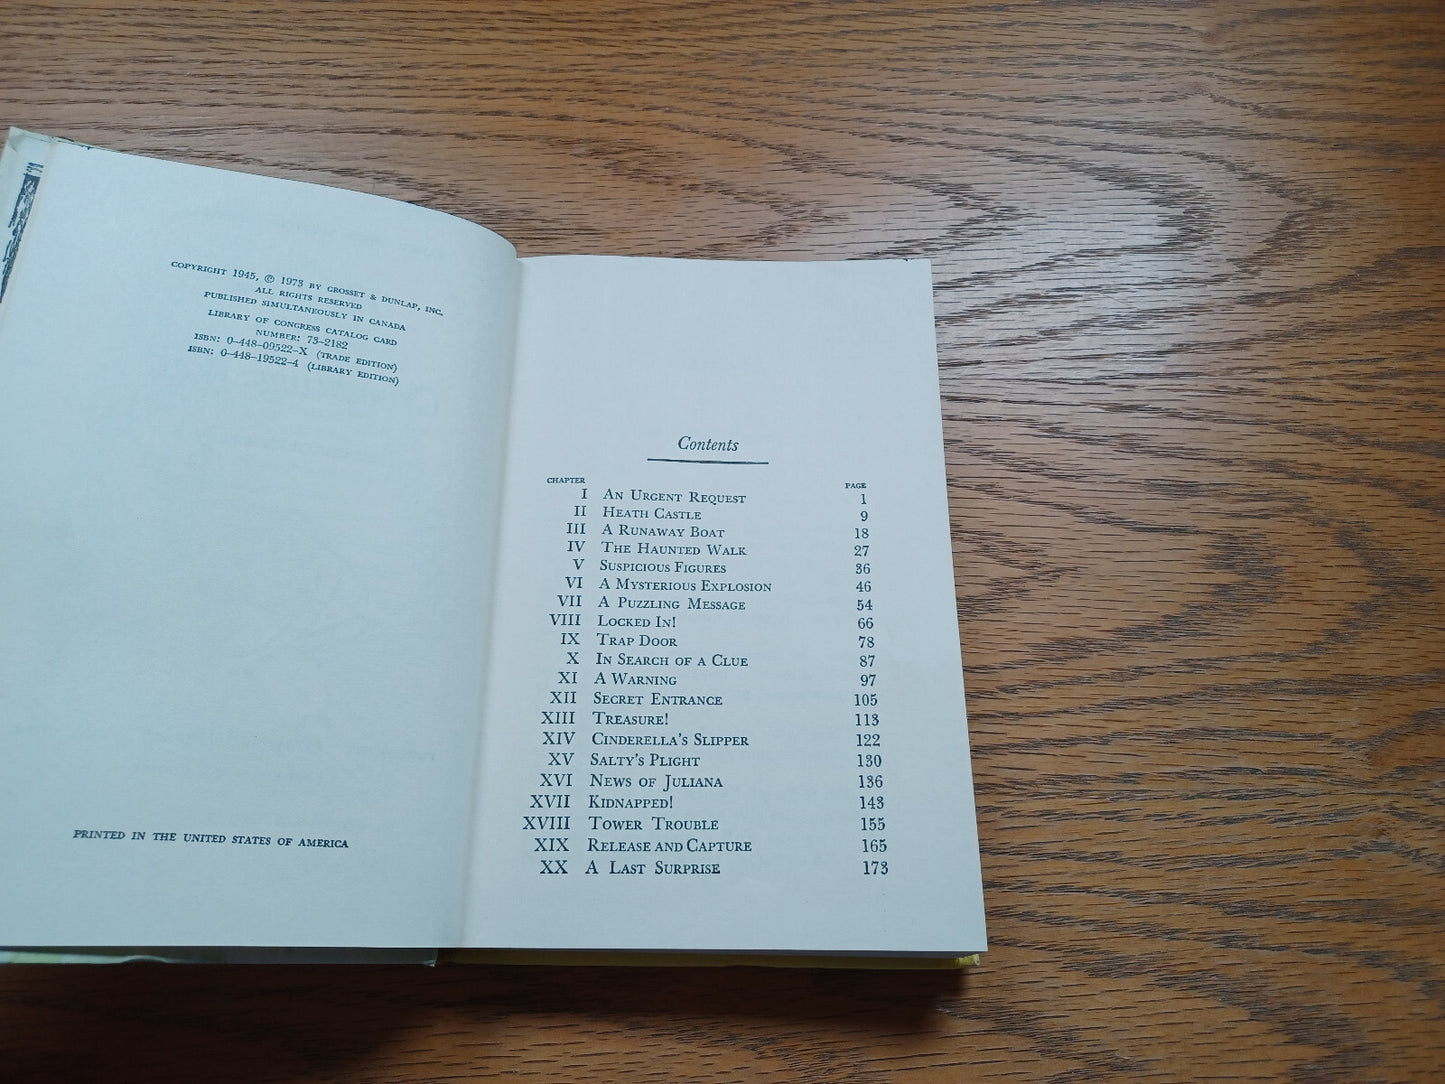 COPYRIGHT 1945, © 1973 BY GROSSET & DUNLAP, INC.
ALL RIGHTS RESERVED
PUBLISHED SIMULTANEOUSLY IN CANADA
LIBRARY OF CONGRESS CATALOG CARD
NUMBER: 73-2182
ISBN: 0-448-09522-X (TRADE EDITION)
ISBN: 0-448-19522-4 (LIBRARY EDITION)
PRINTED IN THE UNITED STATES OF AMERICA
Contents
CHAPTER PAGE
I AN URGENT REQUEST 1
II HEATH CASTLE 9
III A RUNAWAY BOAT 18
IV THE HAUNTED WALK 27
V SUSPICIOUS FIGURES 36
VI A MYSTERIOUS EXPLOSION 46
VII A PUZZLING MESSAGE 54
VIII LOCKED IN! 66
IX TRAP DOOR 78
X IN SEARCH OF A CLUE 87
XI A WARNING 97
XII SECRET ENTRANCE 105
XIII TREASURE! 113
XIV CINDERELLA'S SLIPPER 122
XV SALTY'S PLIGHT 130
XVI NEWS OF JULIANA 136
XVII KIDNAPPED! 143
XVIII TOWER TROUBLE 155
XIX RELEASE AND CAPTURE 165
XX A LAST SURPRISE 173